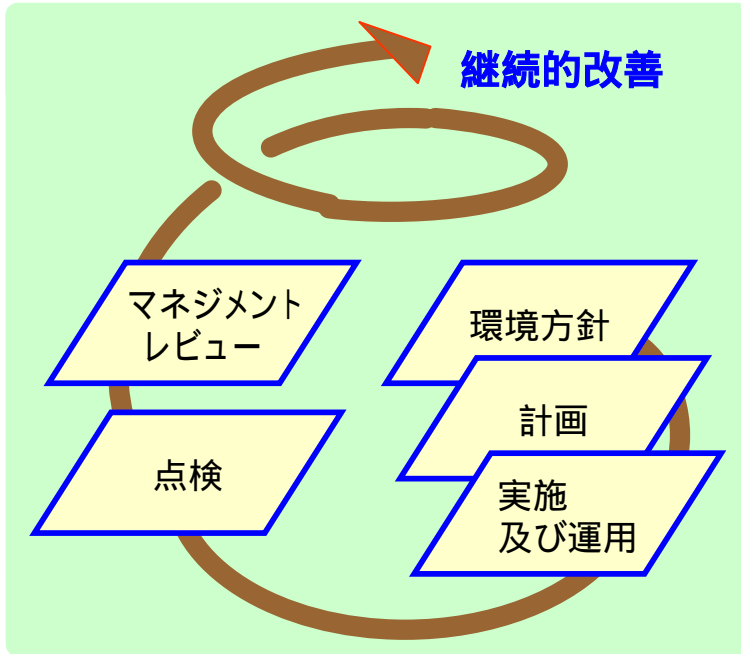 継続的改善
マネジメント
レビュー
環境方針
計画
点検
実施
及び運用